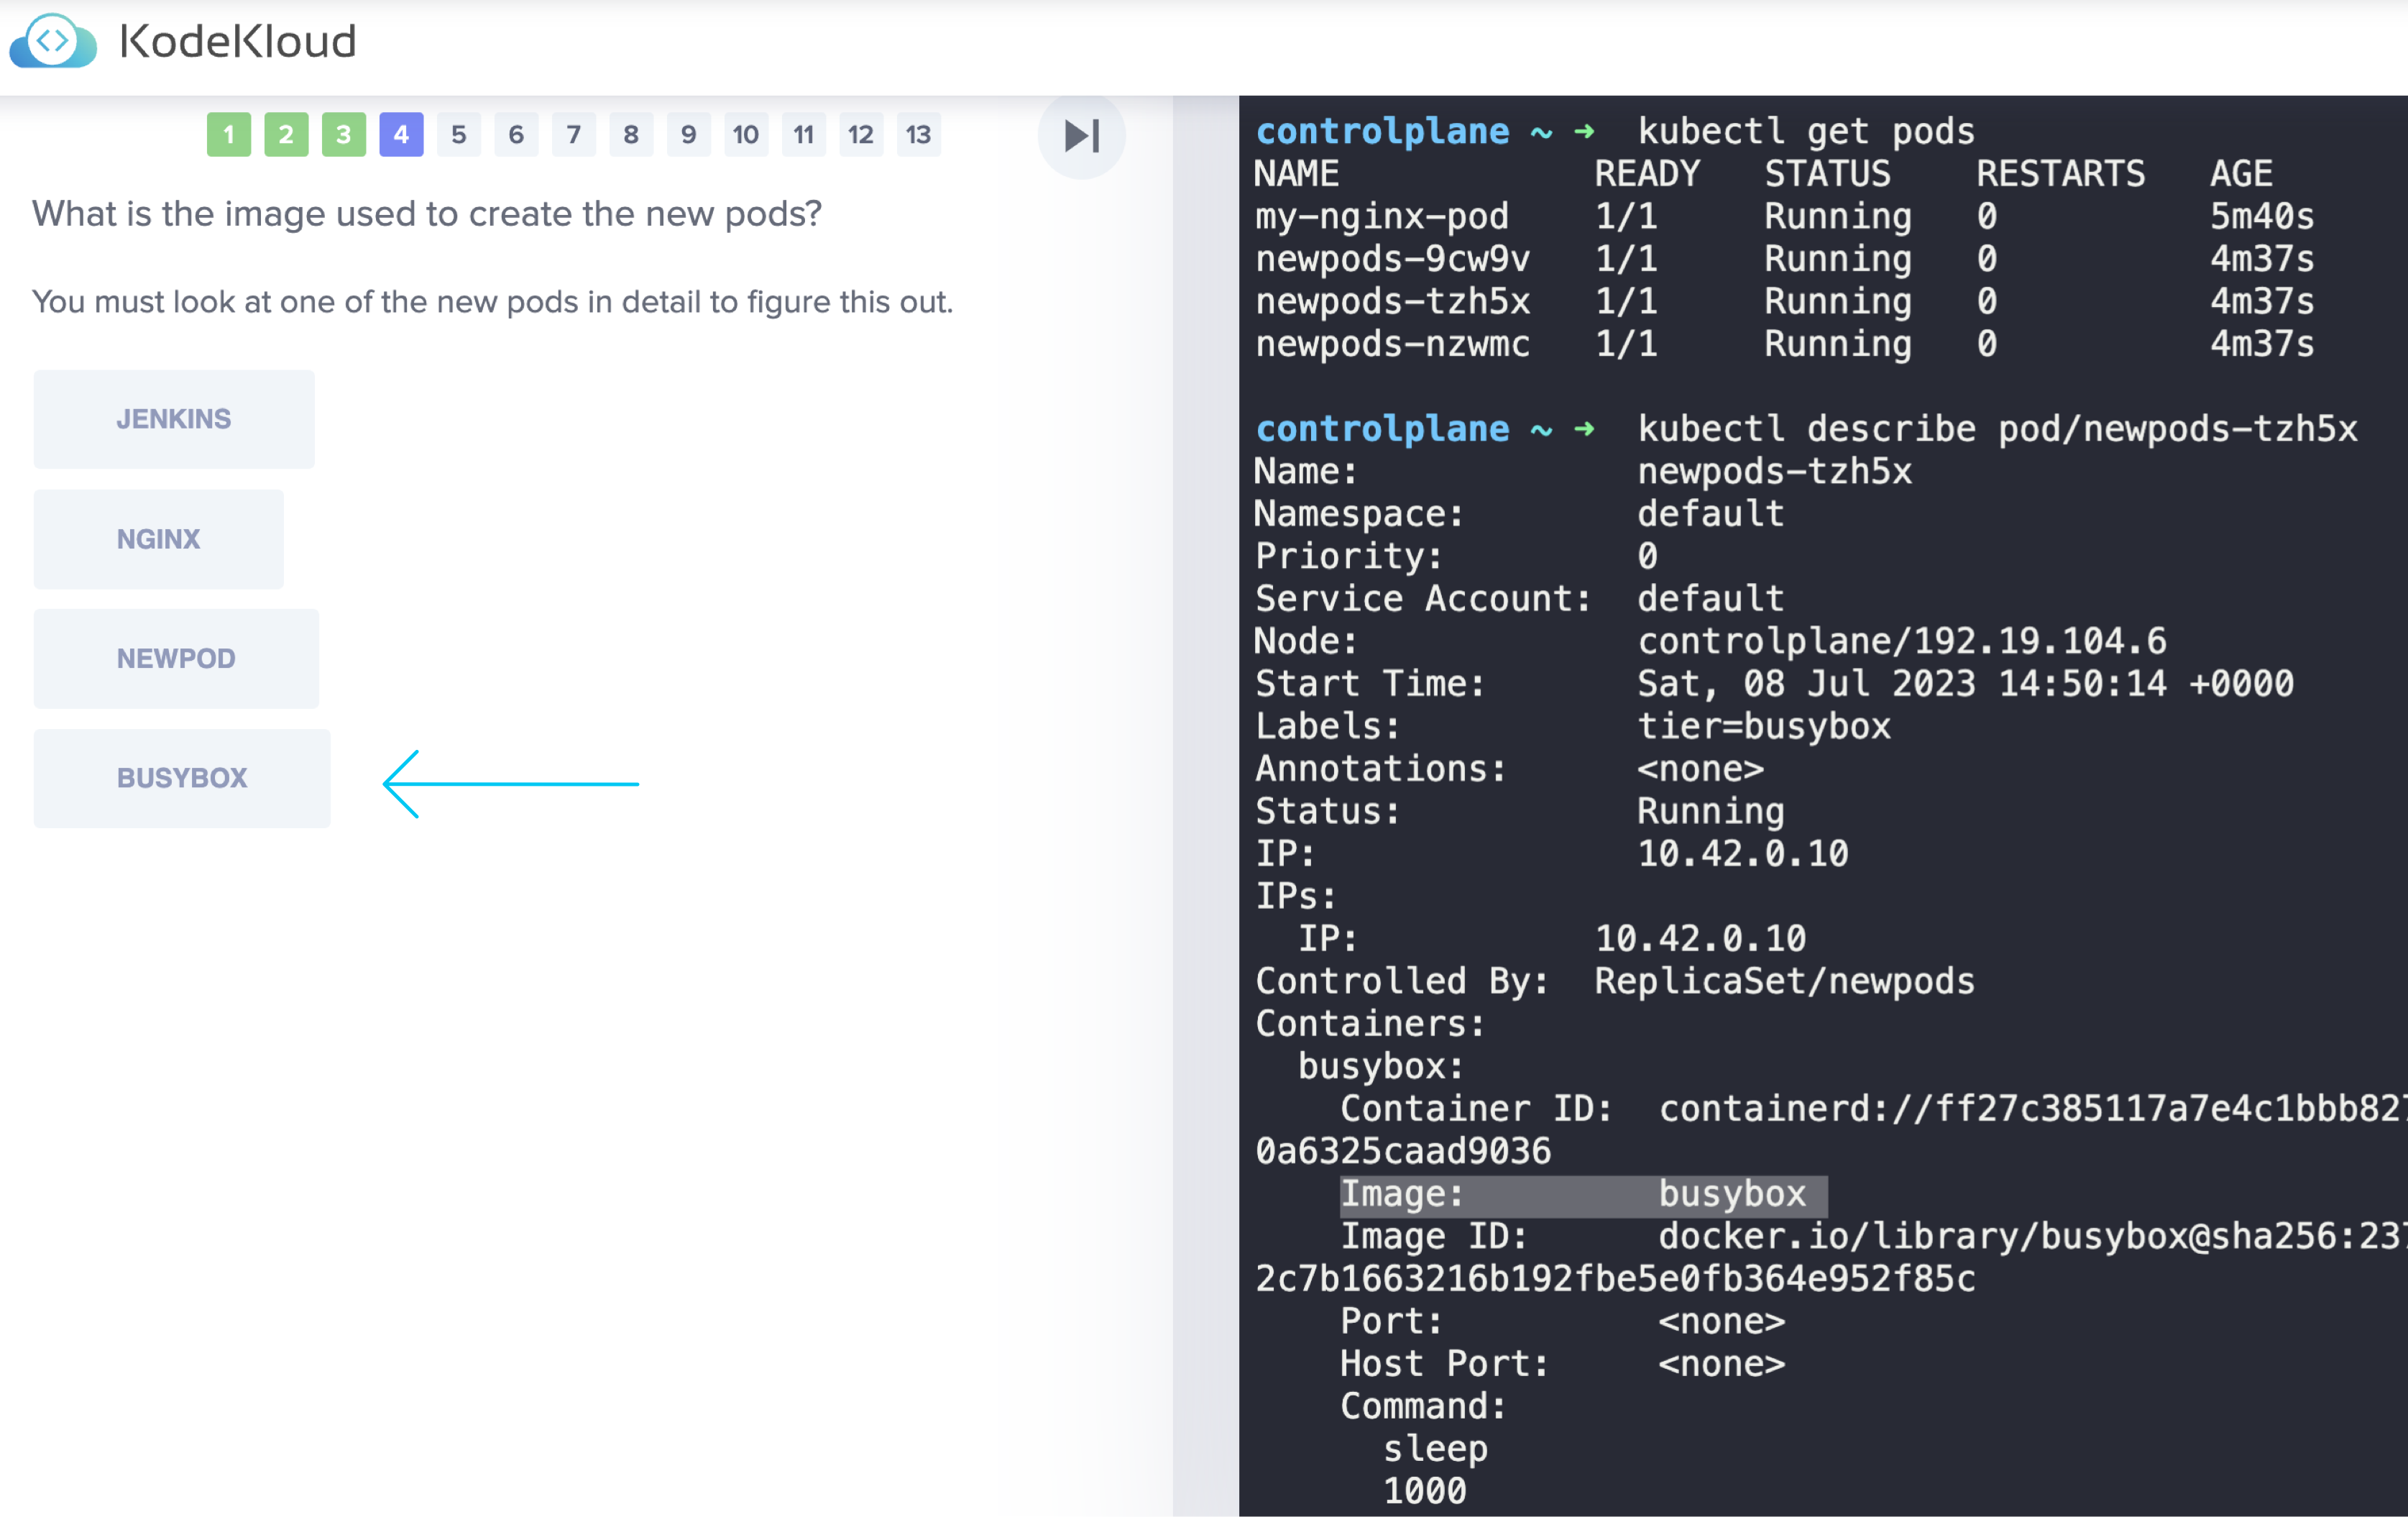 KodeKloud
1 2 3 4 5 6 7 8 9 10 11 12 13
What is the image used to create the new pods?
You must look at one of the new pods in detail to figure this out.
JENKINS
NGINX
NEWPOD
BUSYBOX
controlplane ~ ➜  kubectl get pods
NAME            READY   STATUS    RESTARTS   AGE
my-nginx-pod    1/1     Running   0          5m40s
newpods-9cw9v   1/1     Running   0          4m37s
newpods-tzh5x   1/1     Running   0          4m37s
newpods-nzwmc   1/1     Running   0          4m37s
controlplane ~ ➜  kubectl describe pod/newpods-tzh5x
Name:             newpods-tzh5x
Namespace:        default
Priority:         0
Service Account:  default
Node:             controlplane/192.19.104.6
Start Time:       Sat, 08 Jul 2023 14:50:14 +0000
Labels:           tier=busybox
Annotations:      <none>
Status:           Running
IP:               10.42.0.10
IPs:
  IP:           10.42.0.10
Controlled By:  ReplicaSet/newpods
Containers:
  busybox:
    Container ID:  containerd://ff27c385117a7e4c1bbb827
0a6325caad9036
    Image:         busybox
    Image ID:      docker.io/library/busybox@sha256:237
2c7b1663216b192fbe5e0fb364e952f85c
    Port:          <none>
    Host Port:     <none>
    Command:
      sleep
      1000